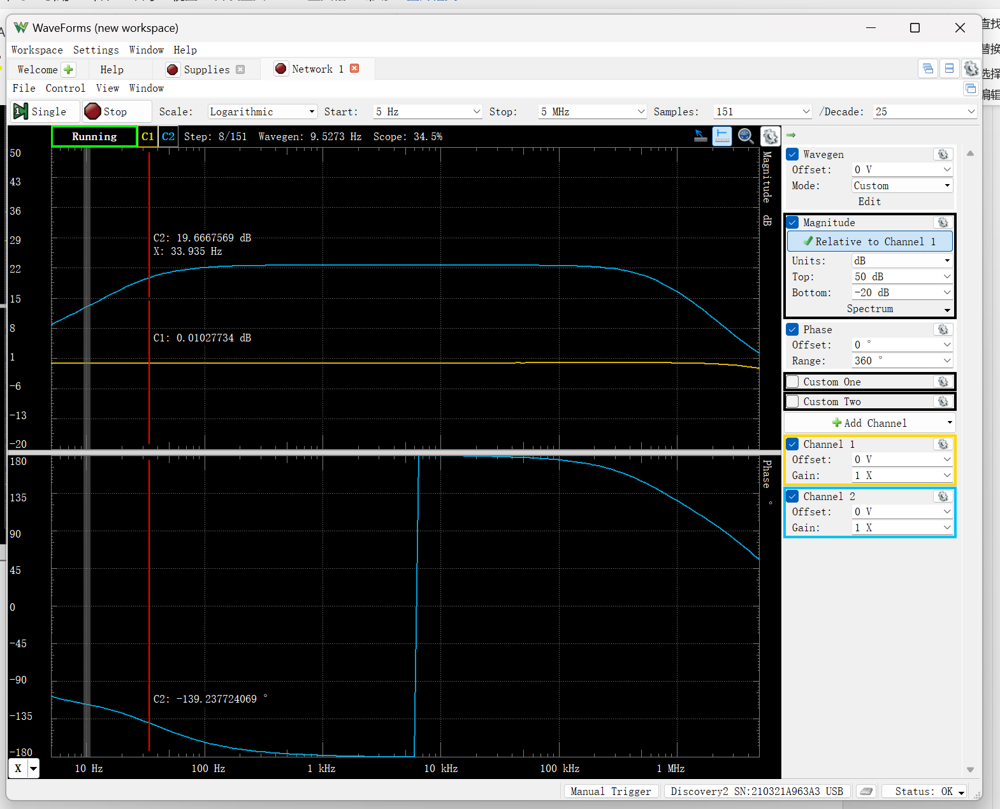 WaveForms (new workspace)
查找
Workspace Settings Window Help
替换
Welcome Help Supplies Network 1
选择
File Control View Window
编辑
Single Stop Scale: Logarithmic Start: 5 Hz Stop: 5 MHz Samples: 151 /Decade: 25
Running C1 C2 Step: 8/151 Wavegen: 9.5273 Hz Scope: 34.5%
50
43
36
29
22
15
8
1
-6
-13
-20
Magnitude dB
C2: 19.6667569 dB
X: 33.935 Hz
C1: 0.01027734 dB
180
135
90
45
0
-45
-90
-135
-180
Phase °
C2: -139.237724069 °
X 10 Hz 100 Hz 1 kHz 10 kHz 100 kHz 1 MHz
Wavegen
Offset: 0 V
Mode: Custom
Edit
Magnitude
Relative to Channel 1
Units: dB
Top: 50 dB
Bottom: -20 dB
Spectrum
Phase
Offset: 0 °
Range: 360 °
Custom One
Custom Two
Add Channel
Channel 1
Offset: 0 V
Gain: 1 X
Channel 2
Offset: 0 V
Gain: 1 X
Manual Trigger Discovery2 SN:210321A963A3 USB Status: OK